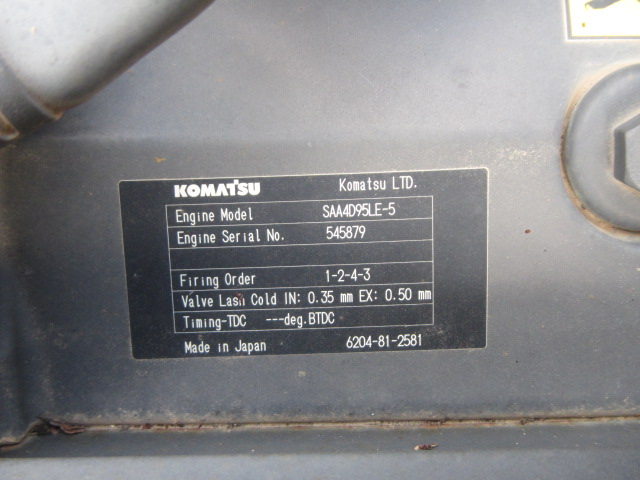 KOMATSU Komatsu LTD.
Engine Model SAA4D95LE-5
Engine Serial No. 545879
Firing Order 1-2-4-3
Valve Lash Cold IN: 0.35 mm EX: 0.50 mm
Timing-TDC ---deg.BTDC
Made in Japan 6204-81-2581